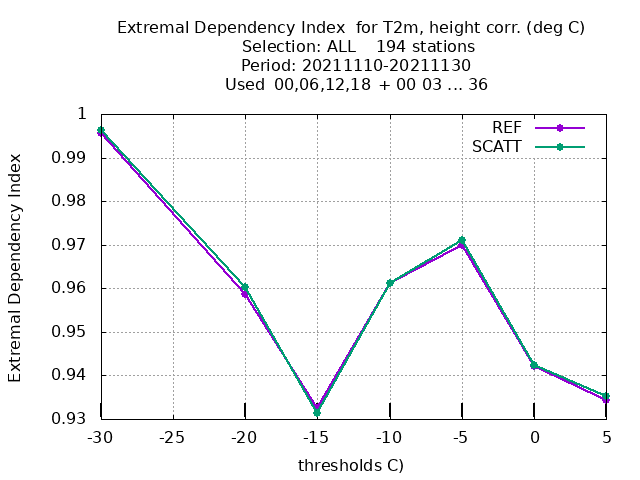 Extremal Dependency Index  for T2m, height corr. (deg C)
Selection: ALL    194 stations
Period: 20211110-20211130
Used  00,06,12,18  + 00 03 ... 36
REF
SCATT
Extremal Dependency Index
1
0.99
0.98
0.97
0.96
0.95
0.94
0.93
-30 -25 -20 -15 -10 -5 0 5
thresholds C)